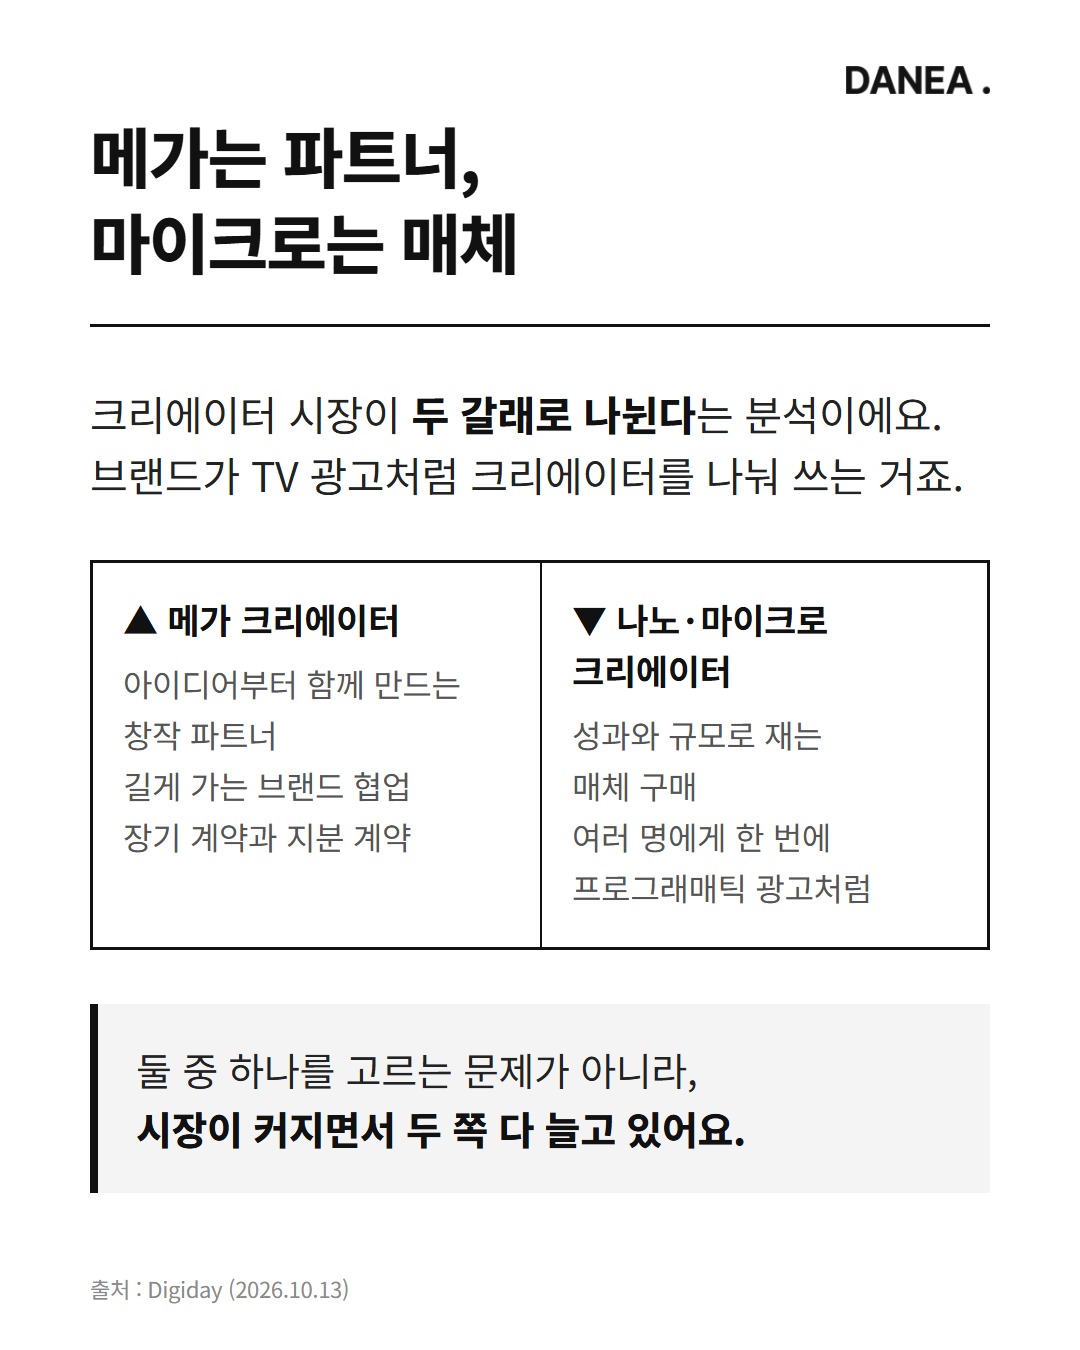 DANEA .
메가는 파트너,
마이크로는 매체
크리에이터 시장이 두 갈래로 나뉜다는 분석이에요.
브랜드가 TV 광고처럼 크리에이터를 나눠 쓰는 거죠.
▲ 메가 크리에이터
아이디어부터 함께 만드는
창작 파트너
길게 가는 브랜드 협업
장기 계약과 지분 계약
▼ 나노·마이크로
크리에이터
성과와 규모로 재는
매체 구매
여러 명에게 한 번에
프로그래매틱 광고처럼
둘 중 하나를 고르는 문제가 아니라,
시장이 커지면서 두 쪽 다 늘고 있어요.
출처 : Digiday (2026.10.13)